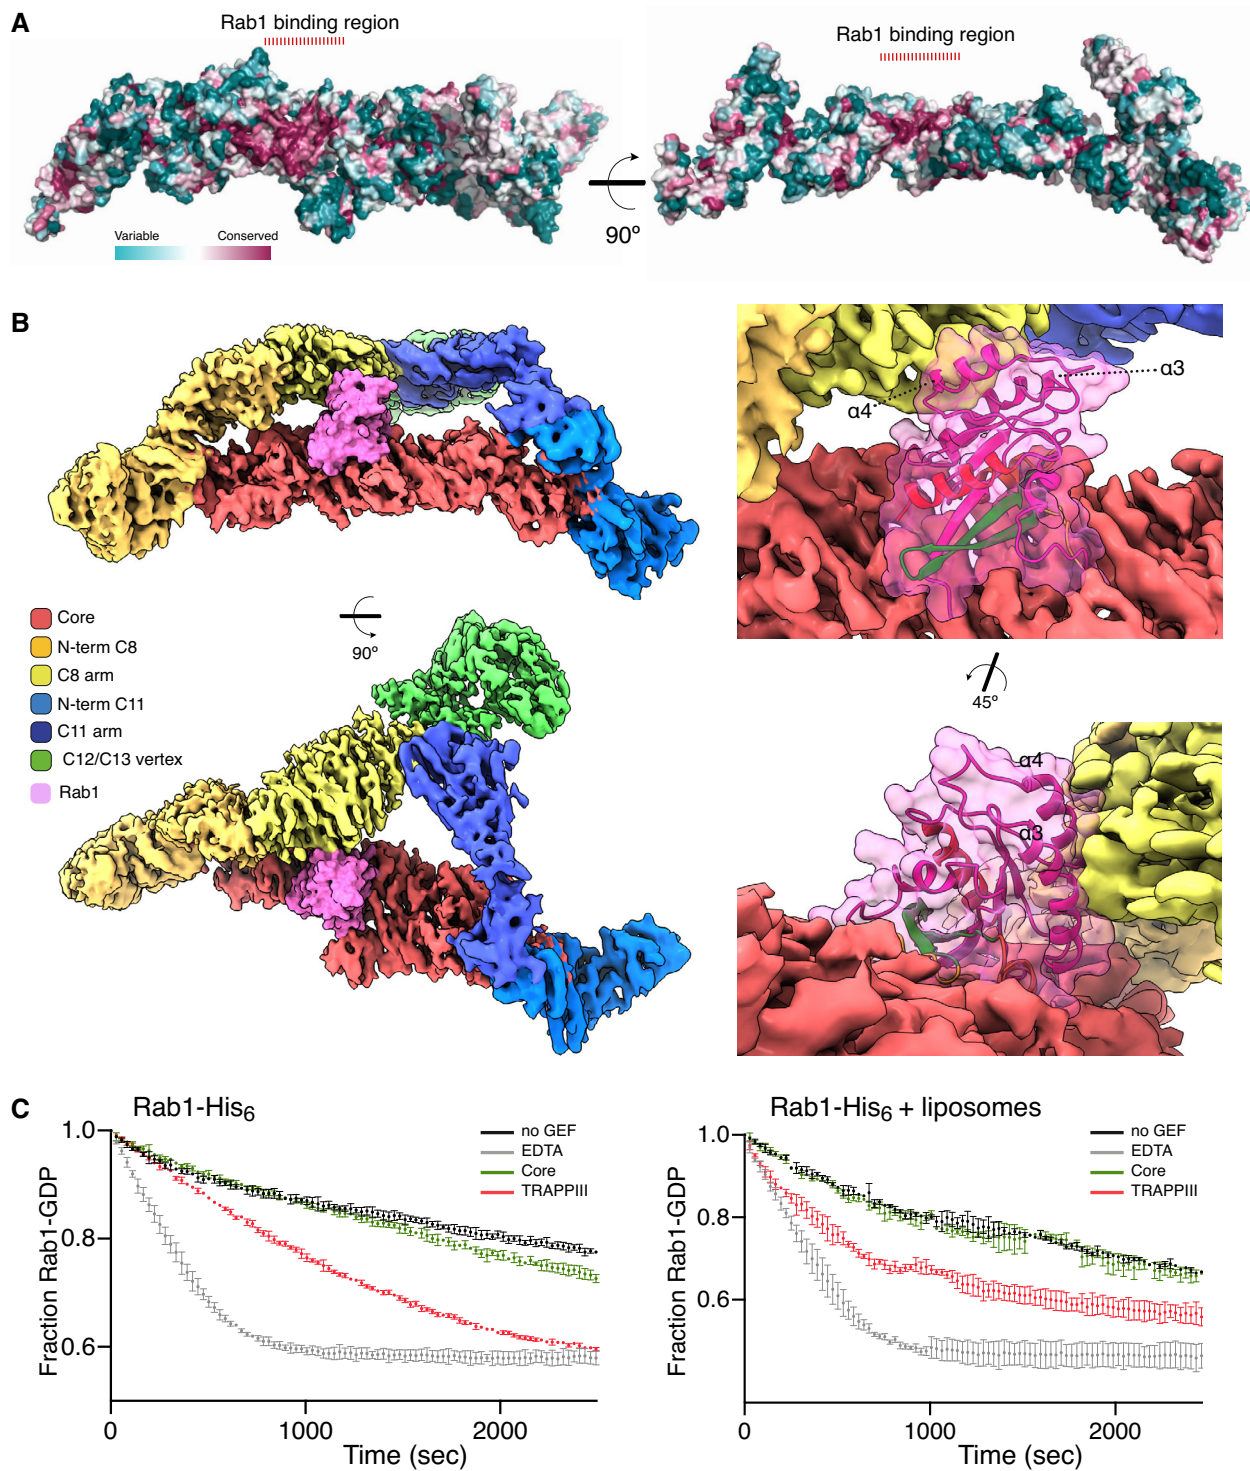 A
Rab1 binding region
Rab1 binding region
Variable
Conserved
90º
B
α3
α4
Core
N-term C8
C8 arm
N-term C11
C11 arm
C12/C13 vertex
Rab1
90º
45º
α4
α3
C
Rab1-His6
Rab1-His6 + liposomes
no GEF
EDTA
Core
TRAPPIII
no GEF
EDTA
Core
TRAPPIII
Fraction Rab1-GDP
1.0
0.8
0.6
0
1000
2000
Time (sec)
Fraction Rab1-GDP
1.0
0.8
0.6
0
1000
2000
Time (sec)